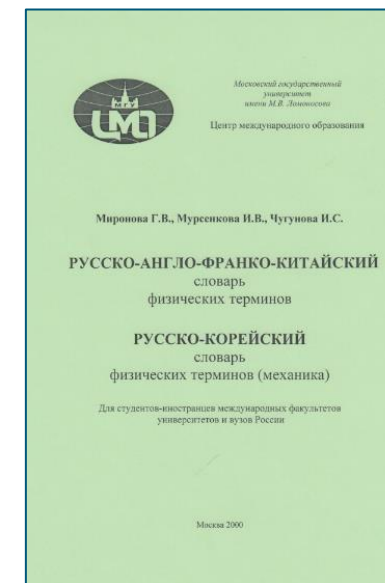 МГУ
ЦМО
Московский государственный
университет
имени М.В. Ломоносова
Центр международного образования
Миронова Г.В., Мурсенкова И.В., Чугунова И.С.
РУССКО-АНГЛО-ФРАНКО-КИТАЙСКИЙ
словарь
физических терминов
РУССКО-КОРЕЙСКИЙ
словарь
физических терминов (механика)
Для студентов-иностранцев международных факультетов
университетов и вузов России
Москва 2000